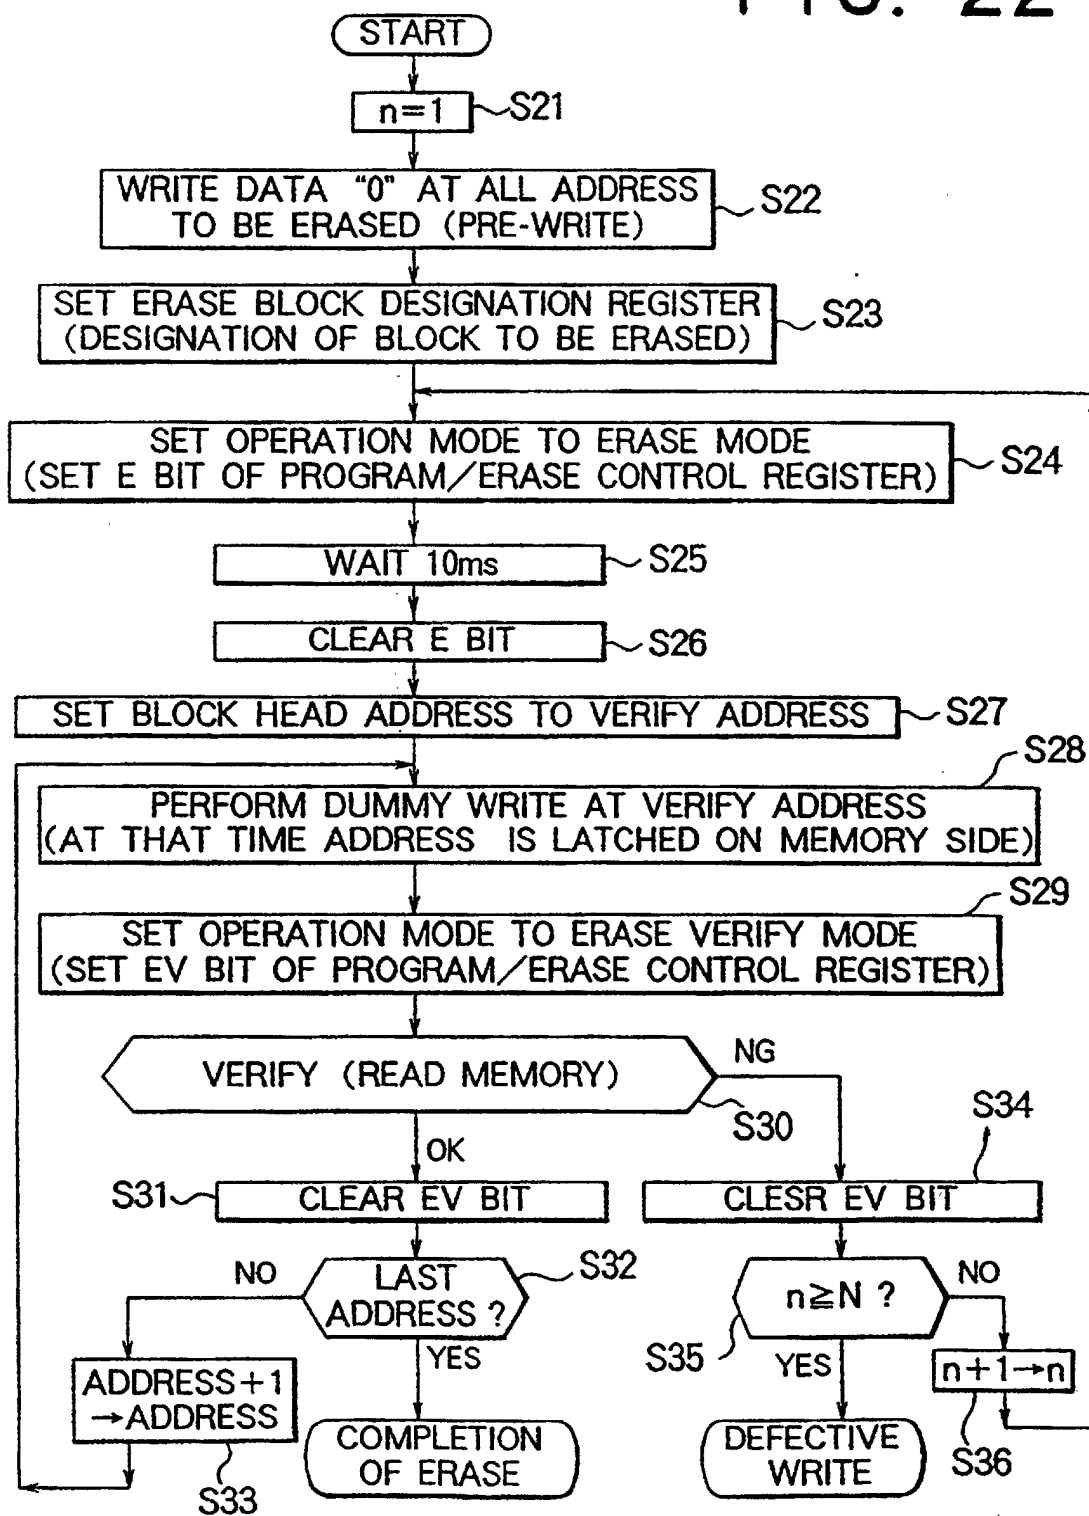 FIG. 22
START
n=1
S21
WRITE DATA "0" AT ALL ADDRESS
TO BE ERASED (PRE-WRITE)
S22
SET ERASE BLOCK DESIGNATION REGISTER
(DESIGNATION OF BLOCK TO BE ERASED)
S23
SET OPERATION MODE TO ERASE MODE
(SET E BIT OF PROGRAM/ERASE CONTROL REGISTER)
S24
WAIT 10ms
S25
CLEAR E BIT
S26
SET BLOCK HEAD ADDRESS TO VERIFY ADDRESS
S27
S28
PERFORM DUMMY WRITE AT VERIFY ADDRESS
(AT THAT TIME ADDRESS IS LATCHED ON MEMORY SIDE)
S29
SET OPERATION MODE TO ERASE VERIFY MODE
(SET EV BIT OF PROGRAM/ERASE CONTROL REGISTER)
VERIFY (READ MEMORY)
NG
S30
OK
S34
S31
CLEAR EV BIT
CLESR EV BIT
NO
LAST
ADDRESS ?
S32
n≧N ?
NO
S35
YES
YES
ADDRESS+1
→ADDRESS
n+1→n
COMPLETION
OF ERASE
DEFECTIVE
WRITE
S36
S33